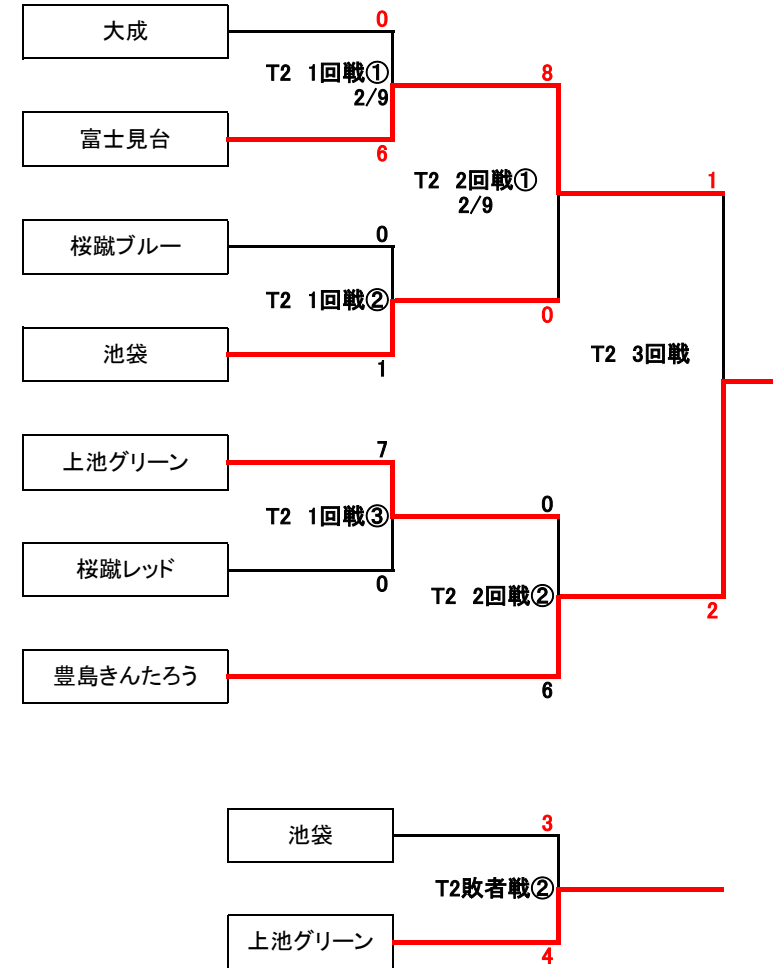 大成
0
T2 1回戦①
2/9
8
富士見台
6
T2 2回戦①
2/9
1
桜蹴ブルー
0
T2 1回戦②
0
池袋
1
T2 3回戦
上池グリーン
7
T2 1回戦③
0
桜蹴レッド
0
T2 2回戦②
2
豊島きんたろう
6
池袋
3
T2敗者戦②
上池グリーン
4